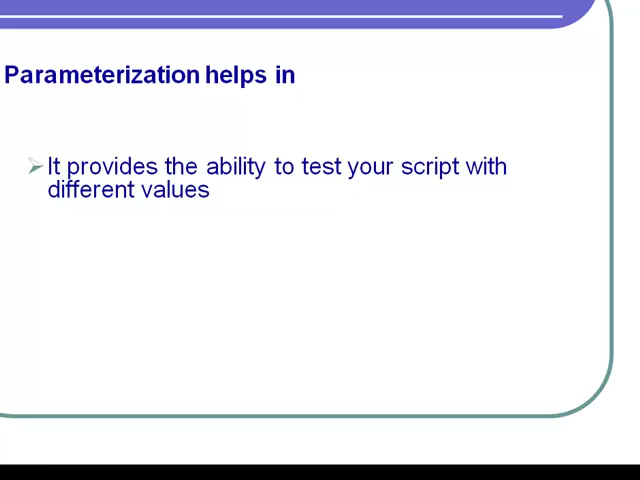 Parameterization helps in
It provides the ability to test your script with
different values